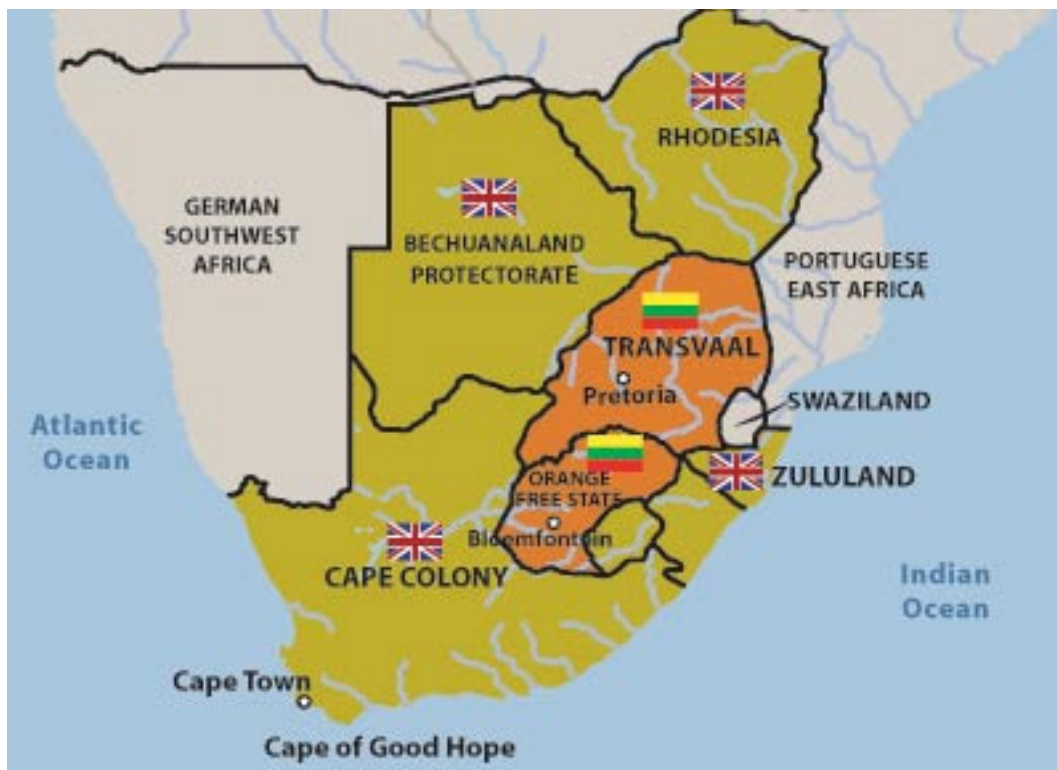 RHODESIA
GERMAN
SOUTHWEST
AFRICA
BECHUANALAND
PROTECTORATE
PORTUGUESE
EAST AFRICA
TRANSVAAL
Pretoria
SWAZILAND
Atlantic
Ocean
ORANGE
FREE STATE
ZULULAND
Bloemfontein
CAPE COLONY
Indian
Ocean
Cape Town
Cape of Good Hope